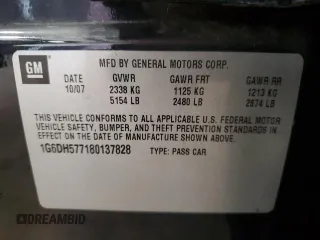 GM
MFD BY GENERAL MOTORS CORP.
DATE GVWR GAWR FRT GAWR RR
10/07 2338 KG 1125 KG 1213 KG
5154 LB 2480 LB 2674 LB
THIS VEHICLE CONFORMS TO ALL APPLICABLE U.S. FEDERAL MOTOR
VEHICLE SAFETY, BUMPER, AND THEFT PREVENTION STANDARDS IN
EFFECT ON THE DATE OF MANUFACTURE SHOWN ABOVE.
1G6DH577180137828 TYPE: PASS CAR
AUTOBIDMASTER